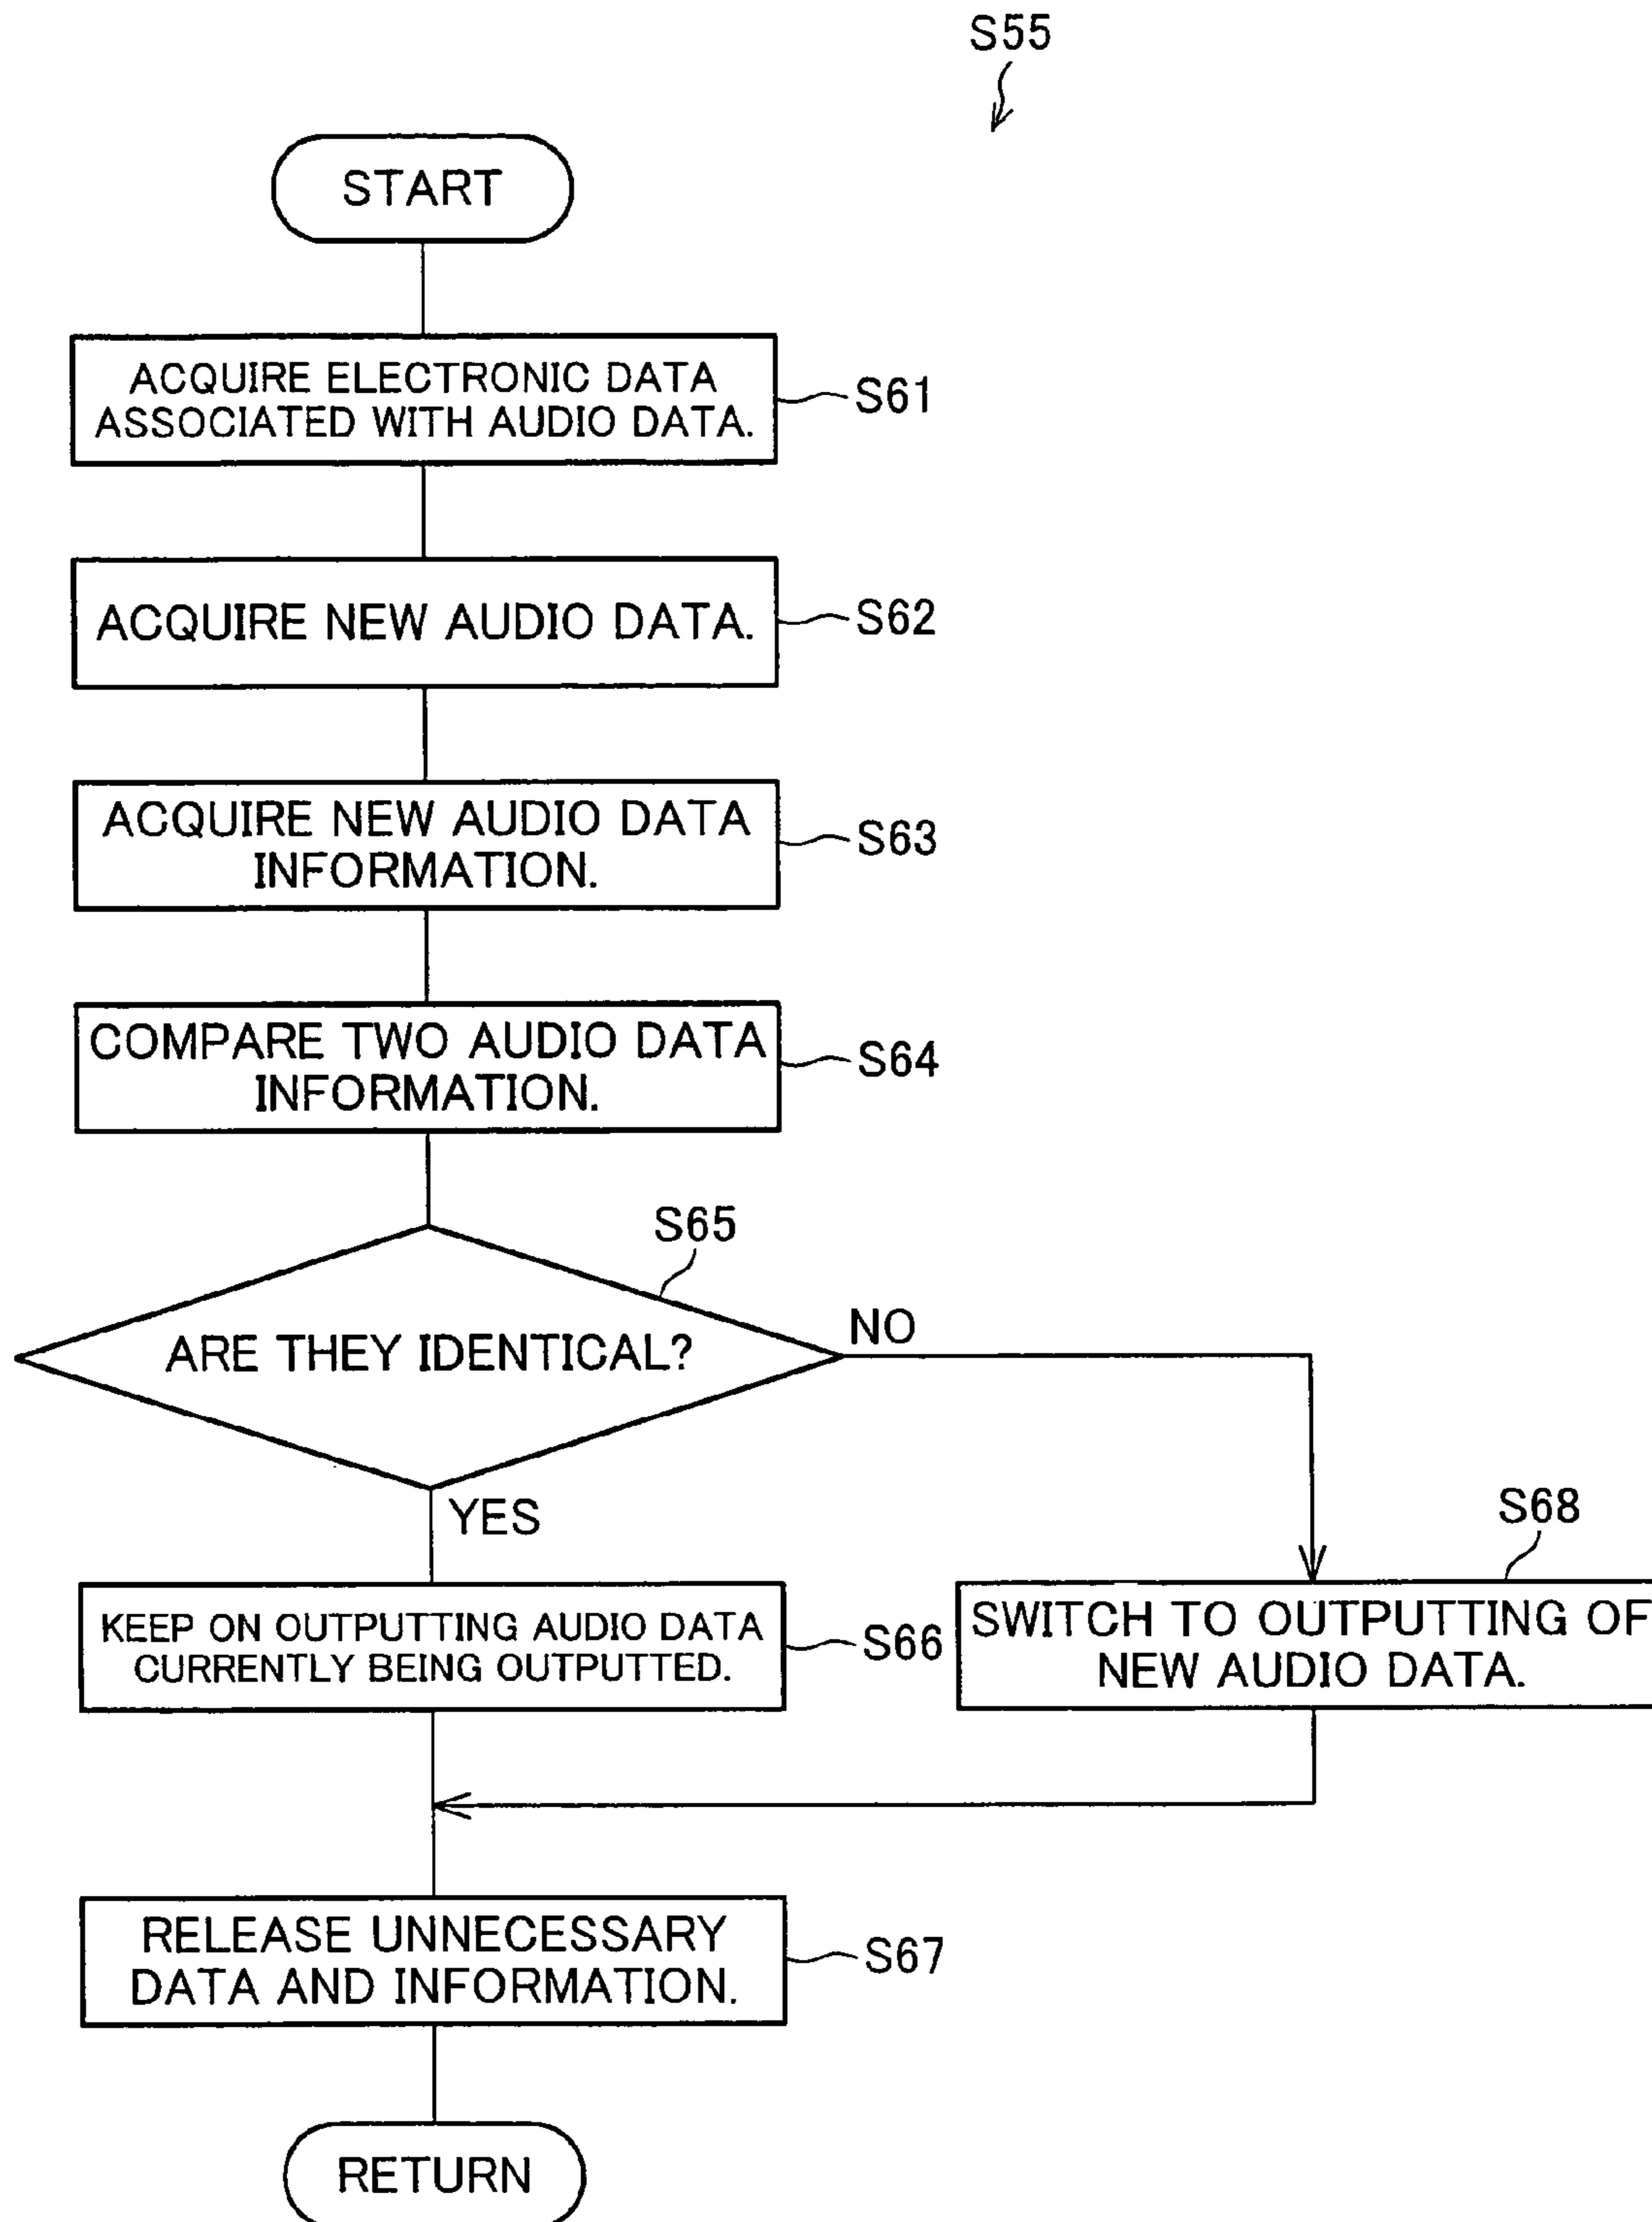 S55
START
ACQUIRE ELECTRONIC DATA
ASSOCIATED WITH AUDIO DATA.
S61
ACQUIRE NEW AUDIO DATA.
S62
ACQUIRE NEW AUDIO DATA
INFORMATION.
S63
COMPARE TWO AUDIO DATA
INFORMATION.
S64
S65
ARE THEY IDENTICAL?
NO
YES
S68
KEEP ON OUTPUTTING AUDIO DATA
CURRENTLY BEING OUTPUTTED.
S66
SWITCH TO OUTPUTTING OF
NEW AUDIO DATA.
RELEASE UNNECESSARY
DATA AND INFORMATION.
S67
RETURN